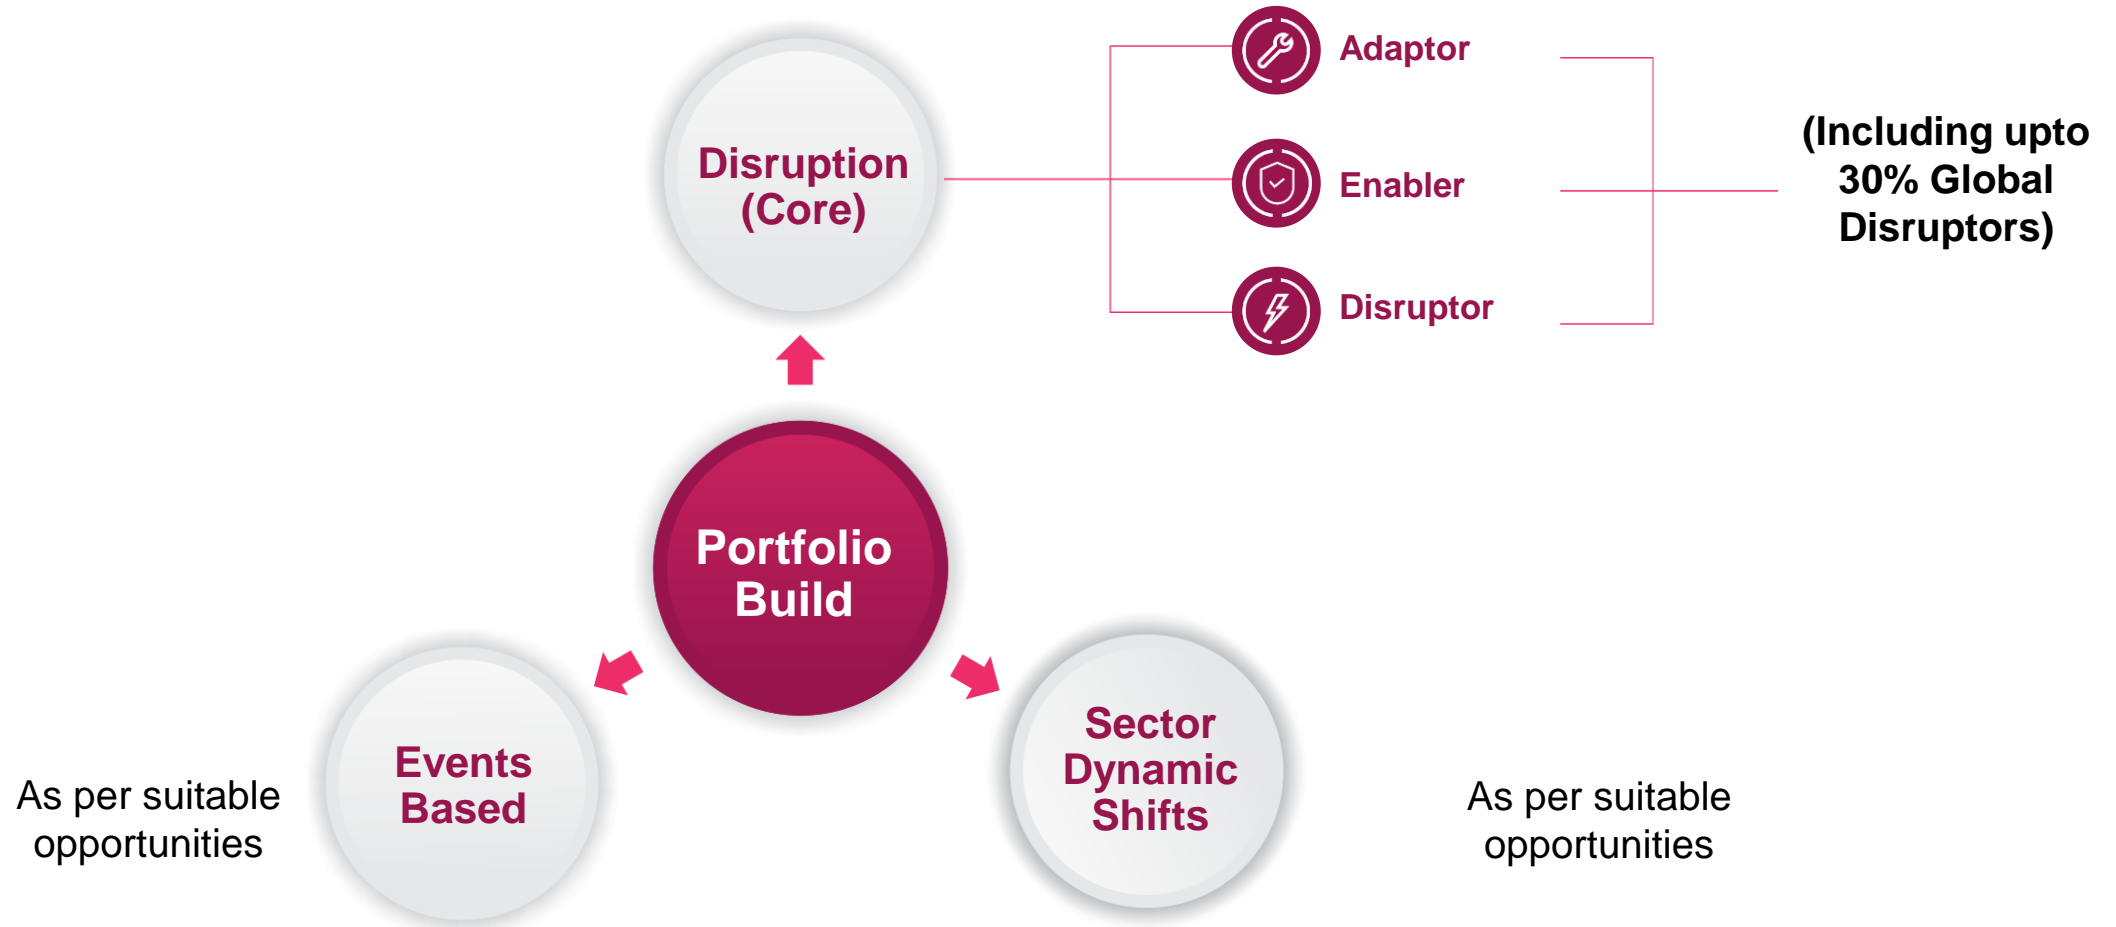 Disruption
(Core)
Adaptor
Enabler
Disruptor
(Including upto
30% Global
Disruptors)
Portfolio
Build
Events
Based
As per suitable
opportunities
Sector
Dynamic
Shifts
As per suitable
opportunities